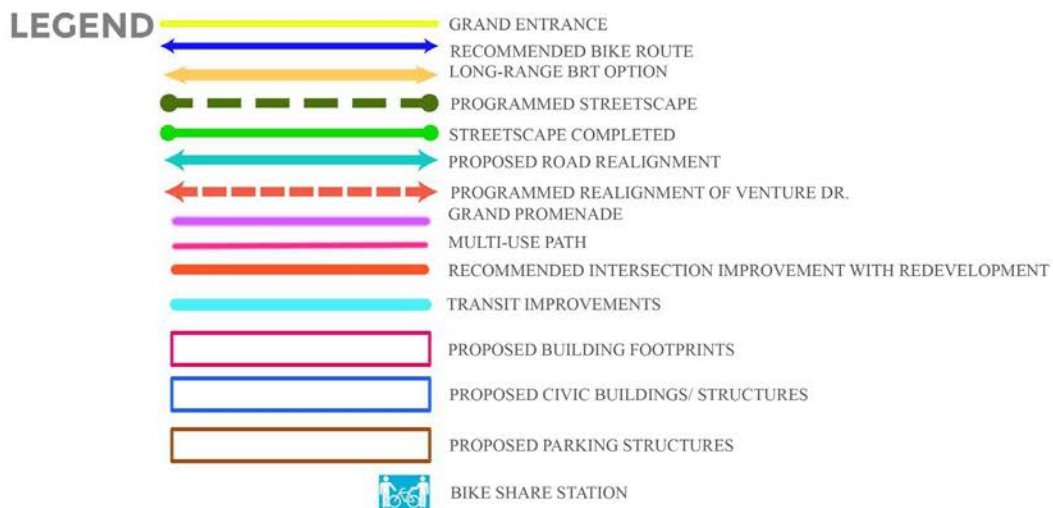 LEGEND
GRAND ENTRANCE
RECOMMENDED BIKE ROUTE
LONG-RANGE BRT OPTION
PROGRAMMED STREETSCAPE
STREETSCAPE COMPLETED
PROPOSED ROAD REALIGNMENT
PROGRAMMED REALIGNMENT OF VENTURE DR.
GRAND PROMENADE
MULTI-USE PATH
RECOMMENDED INTERSECTION IMPROVEMENT WITH REDEVELOPMENT
TRANSIT IMPROVEMENTS
PROPOSED BUILDING FOOTPRINTS
PROPOSED CIVIC BUILDINGS/ STRUCTURES
PROPOSED PARKING STRUCTURES
BIKE SHARE STATION